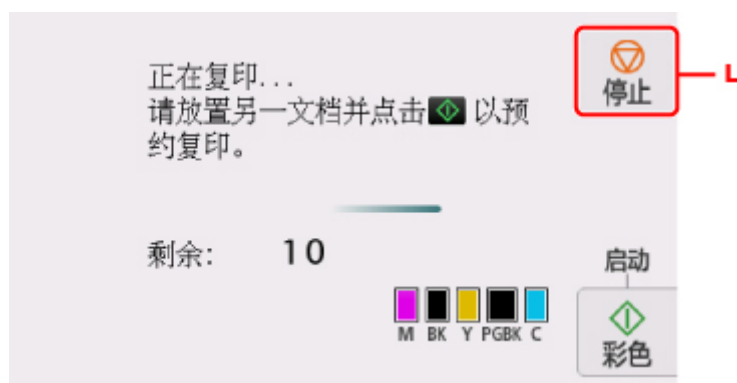 正在复印...
停止
请放置另一文档并点击 以预
约复印。
剩余: 10
启动
M BK Y PGBK C
彩色